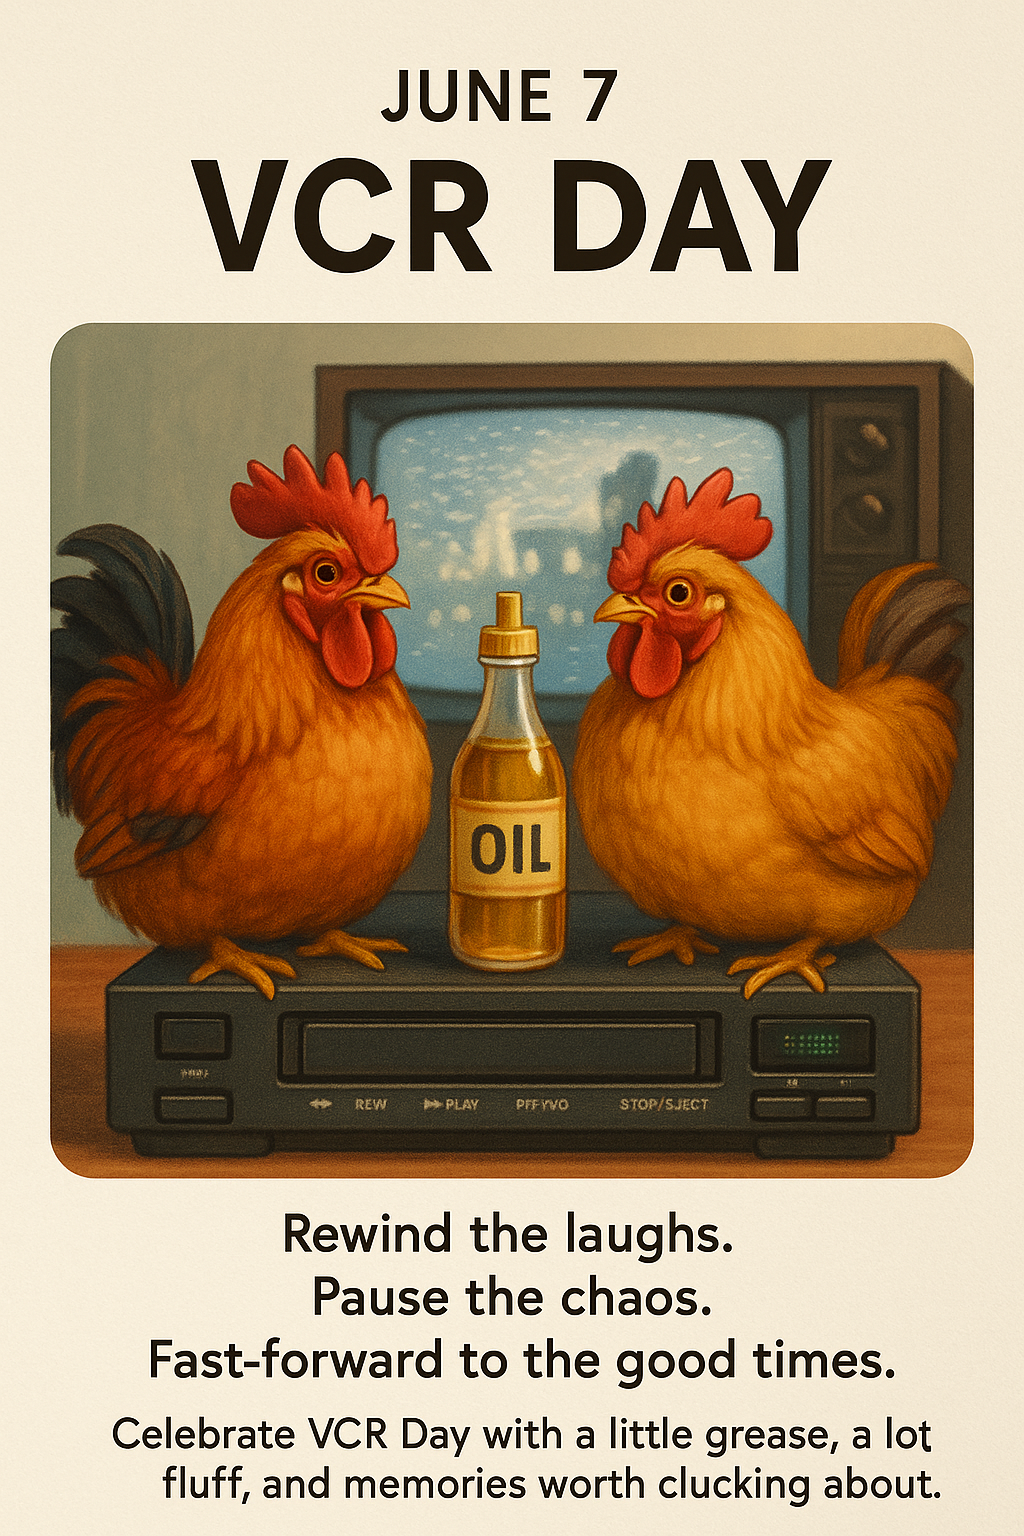 JUNE 7
VCR DAY
OIL
REW
PLAY
PFFYVO
STOP/SJECT
Rewind the laughs.
Pause the chaos.
Fast-forward to the good times.
Celebrate VCR Day with a little grease, a lot
fluff, and memories worth clucking about.